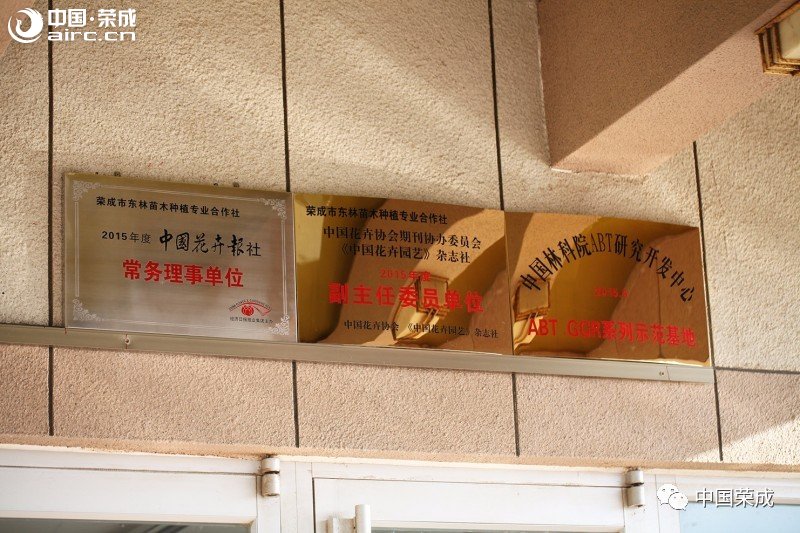 中国·荣成
airc.cn
荣成市东林苗木种植专业合作社
2015年度 中國花卉報社
常务理事单位
荣成市东林苗木种植专业合作社
中国花卉协会期刊协办委员会
《中国花卉园艺》杂志社
2015年度
副主任委员单位
中国花卉协会 《中国花卉园艺》杂志社
中国林科院ABT研究开发中心
ABT GGR系列示范基地
中国荣成